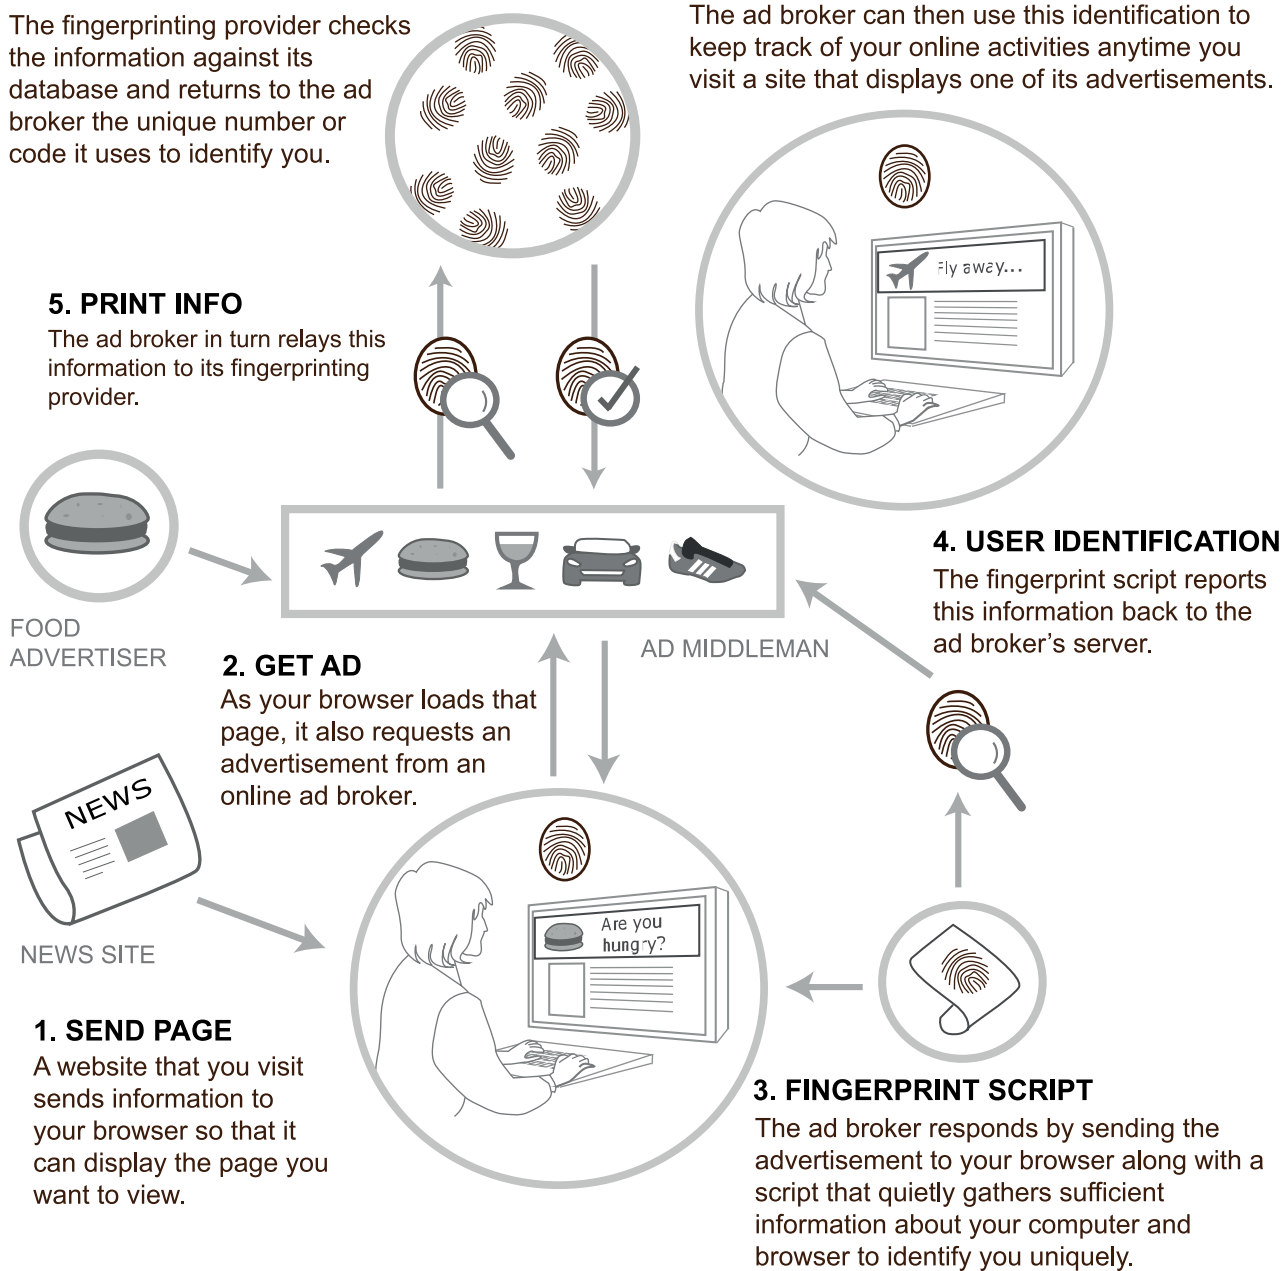 The fingerprinting provider checks
the information against its
database and returns to the ad
broker the unique number or
code it uses to identify you.
The ad broker can then use this identification to
keep track of your online activities anytime you
visit a site that displays one of its advertisements.
Fly away...
5. PRINT INFO
The ad broker in turn relays this
information to its fingerprinting
provider.
4. USER IDENTIFICATION
The fingerprint script reports
this information back to the
ad broker's server.
FOOD
ADVERTISER
AD MIDDLEMAN
2. GET AD
As your browser loads that
page, it also requests an
advertisement from an
online ad broker.
NEWS
NEWS SITE
Are you
hungry?
1. SEND PAGE
A website that you visit
sends information to
your browser so that it
can display the page you
want to view.
3. FINGERPRINT SCRIPT
The ad broker responds by sending the
advertisement to your browser along with a
script that quietly gathers sufficient
information about your computer and
browser to identify you uniquely.